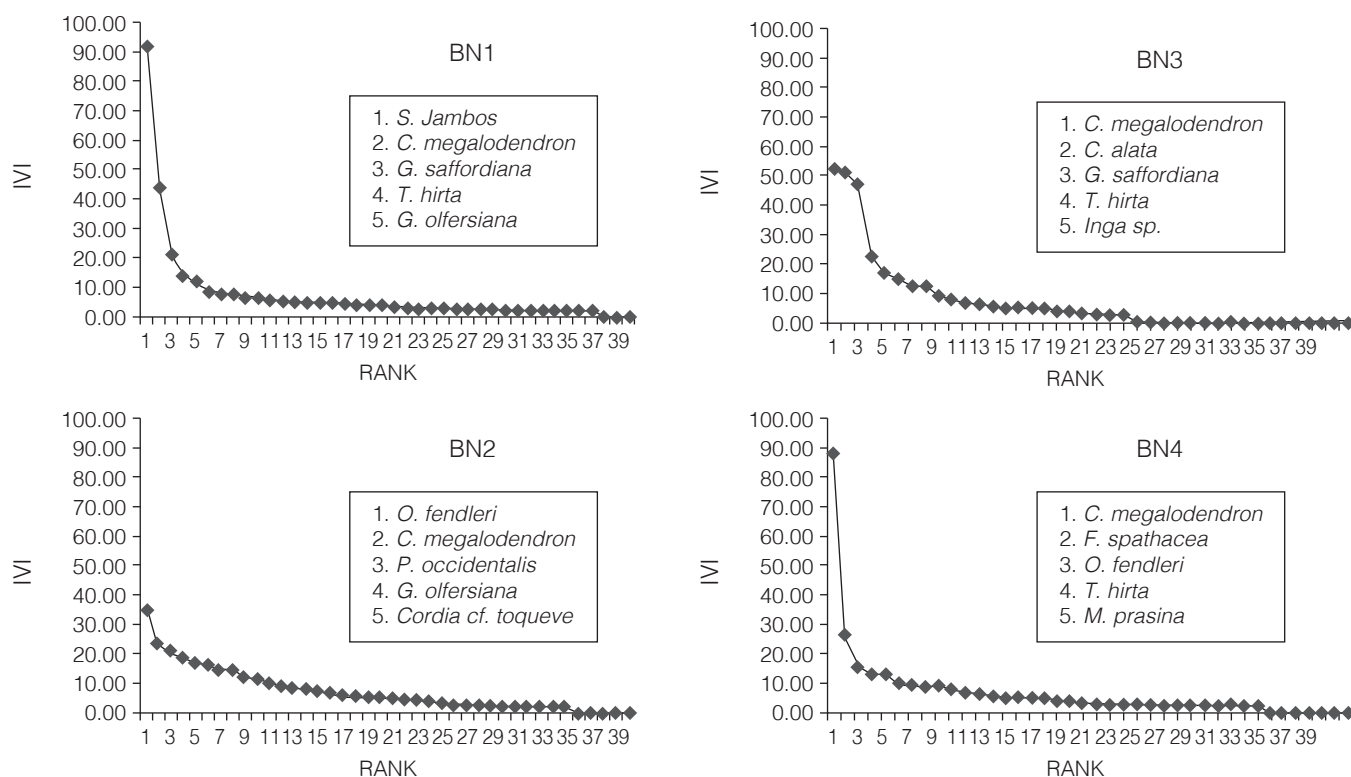 BN1
100.00
90.00
80.00
70.00
60.00
50.00
40.00
30.00
20.00
10.00
0.00
IVI
1. S. Jambos
2. C. megalodendron
3. G. saffordiana
4. T. hirta
5. G. olfersiana
1 3 5 7 9 11 13 15 17 19 21 23 25 27 29 31 33 35 37 39
RANK
BN3
100.00
90.00
80.00
70.00
60.00
50.00
40.00
30.00
20.00
10.00
0.00
IVI
1. C. megalodendron
2. C. alata
3. G. saffordiana
4. T. hirta
5. Inga sp.
1 3 5 7 9 11 13 15 17 19 21 23 25 27 29 31 33 35 37 39
RANK
BN2
100.00
90.00
80.00
70.00
60.00
50.00
40.00
30.00
20.00
10.00
0.00
IVI
1. O. fendleri
2. C. megalodendron
3. P. occidentalis
4. G. olfersiana
5. Cordia cf. toqueve
1 3 5 7 9 11 13 15 17 19 21 23 25 27 29 31 33 35 37 39
RANK
BN4
100.00
90.00
80.00
70.00
60.00
50.00
40.00
30.00
20.00
10.00
0.00
IVI
1. C. megalodendron
2. F. spathacea
3. O. fendleri
4. T. hirta
5. M. prasina
1 3 5 7 9 11 13 15 17 19 21 23 25 27 29 31 33 35 37 39
RANK